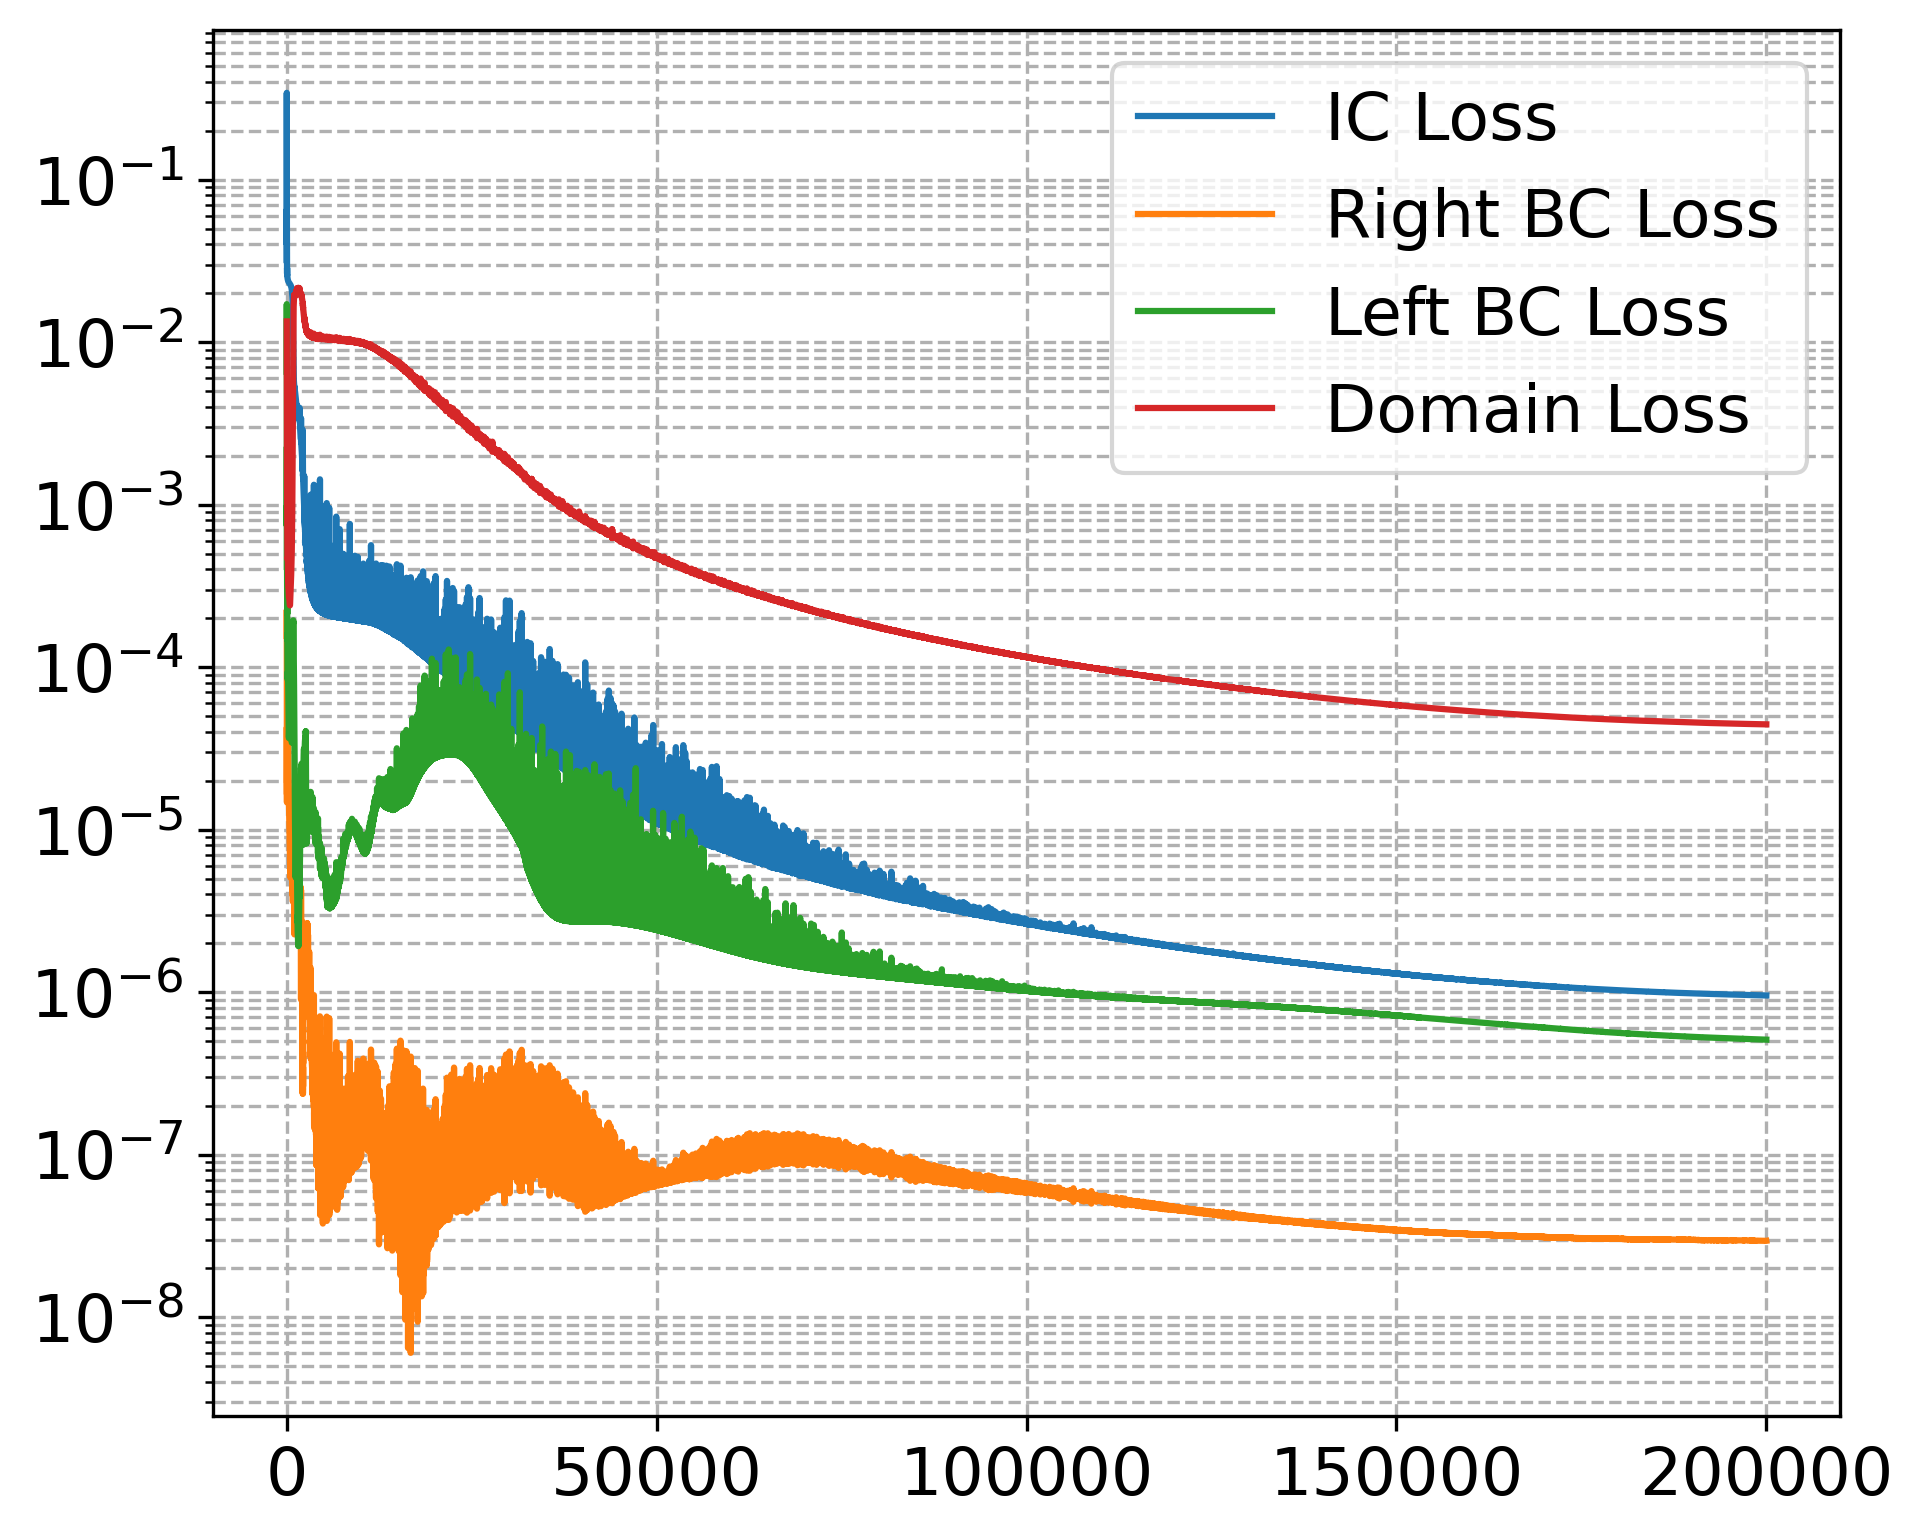 10⁻¹
10⁻²
10⁻³
10⁻⁴
10⁻⁵
10⁻⁶
10⁻⁷
10⁻⁸
IC Loss
Right BC Loss
Left BC Loss
Domain Loss
0 50000 100000 150000 200000